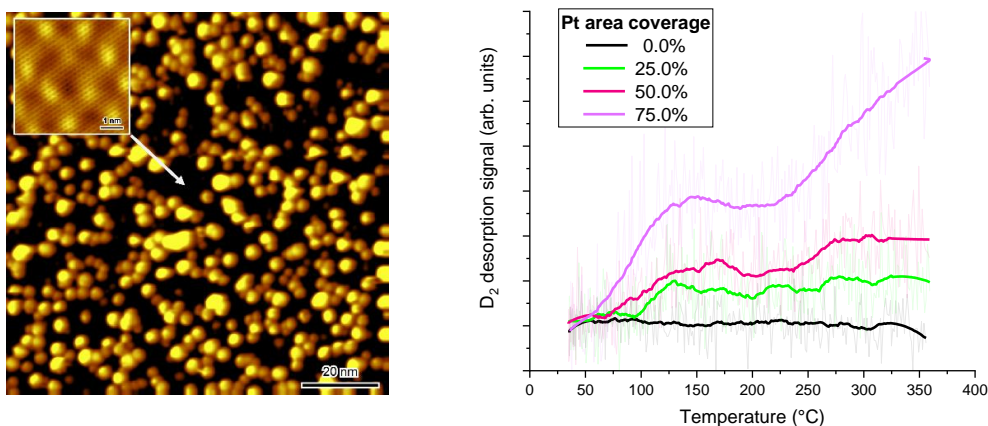 1 nm
20 nm
Pt area coverage
0.0%
25.0%
50.0%
75.0%
D₂ desorption signal (arb. units)
0 50 100 150 200 250 300 350 400
Temperature (°C)